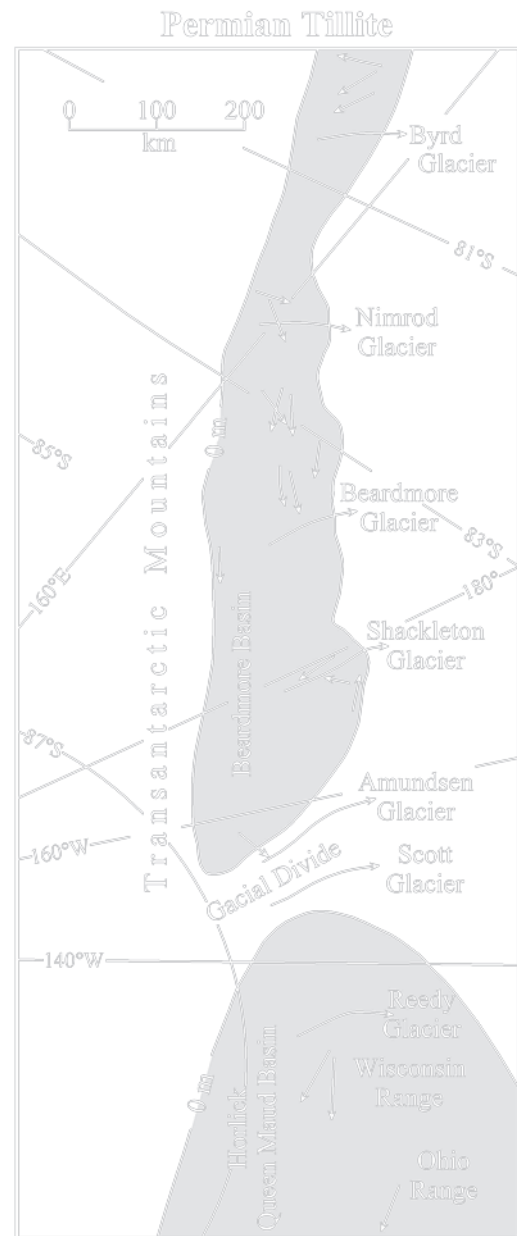 Permian Tillite
0 100 200
km
Byrd
Glacier
81°S
Nimrod
Glacier
0 m
85°S
Transantarctic Mountains
Beardmore
Glacier
83°S
160°E
180°
Beardmore Basin
Shackleton
Glacier
87°S
Amundsen
Glacier
160°W
Gacial Divide
Scott
Glacier
140°W
Reedy
Glacier
0 m
Horlick
Queen Maud Basin
Wisconsin
Range
Ohio
Range